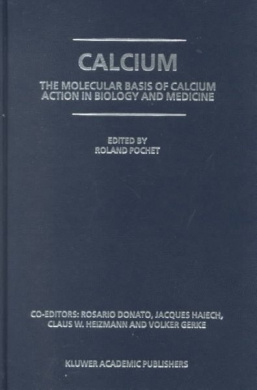 CALCIUM
THE MOLECULAR BASIS OF CALCIUM
ACTION IN BIOLOGY AND MEDICINE
EDITED BY
ROLAND POCHET
CO-EDITORS: ROSARIO DONATO, JACQUES HAIECH,
CLAUS W. HEIZMANN AND VOLKER GERKE
KLUWER ACADEMIC PUBLISHERS